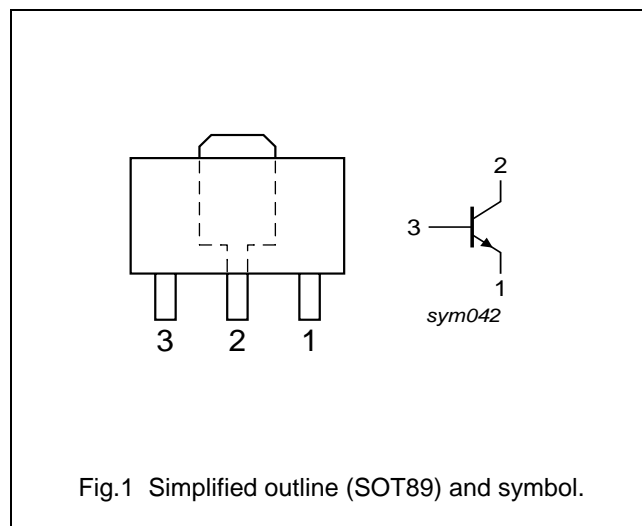 2
3
1
sym042
3 2 1
Fig.1 Simplified outline (SOT89) and symbol.